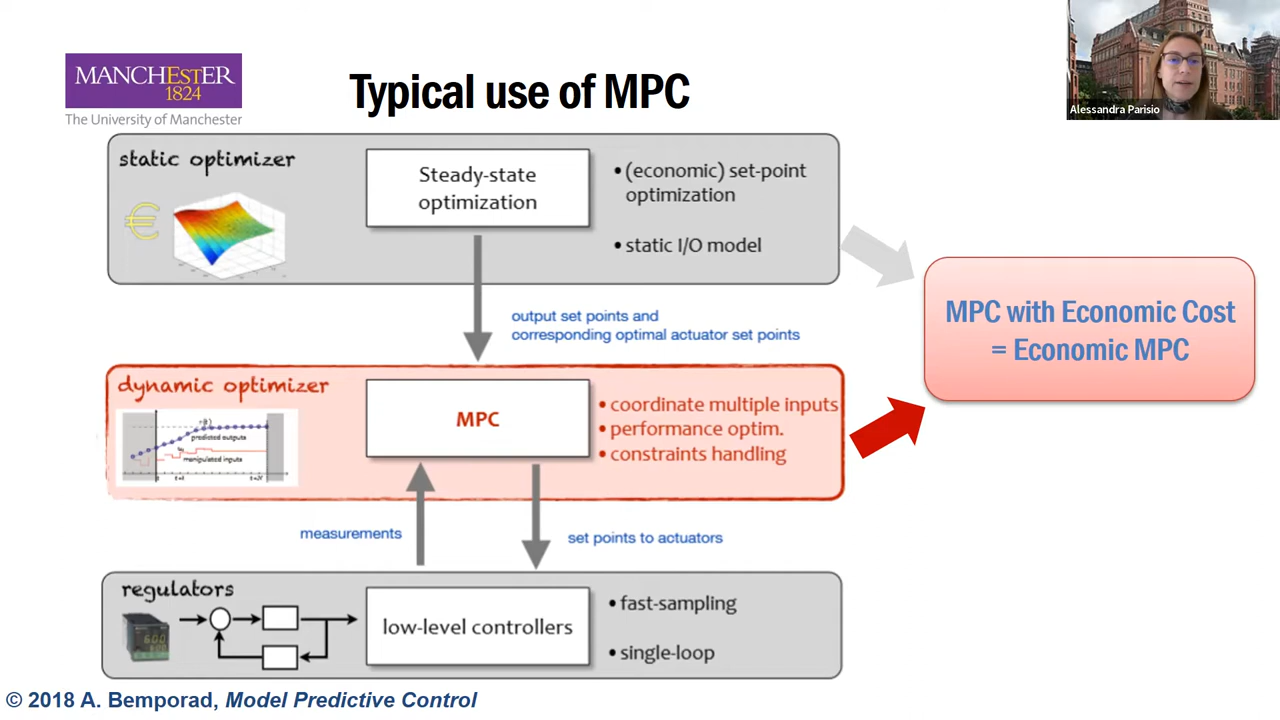 MANCHESTER
1824
The University of Manchester
Typical use of MPC
Alessandra Parisio
static optimizer
€
Steady-state
optimization
•(economic) set-point
optimization
•static I/O model
output set points and
corresponding optimal actuator set points
MPC with Economic Cost
= Economic MPC
dynamic optimizer
predicted outputs
manipulated inputs
MPC
•coordinate multiple inputs
•performance optim.
•constraints handling
measurements
set points to actuators
regulators
low-level controllers
•fast-sampling
•single-loop
© 2018 A. Bemporad, Model Predictive Control